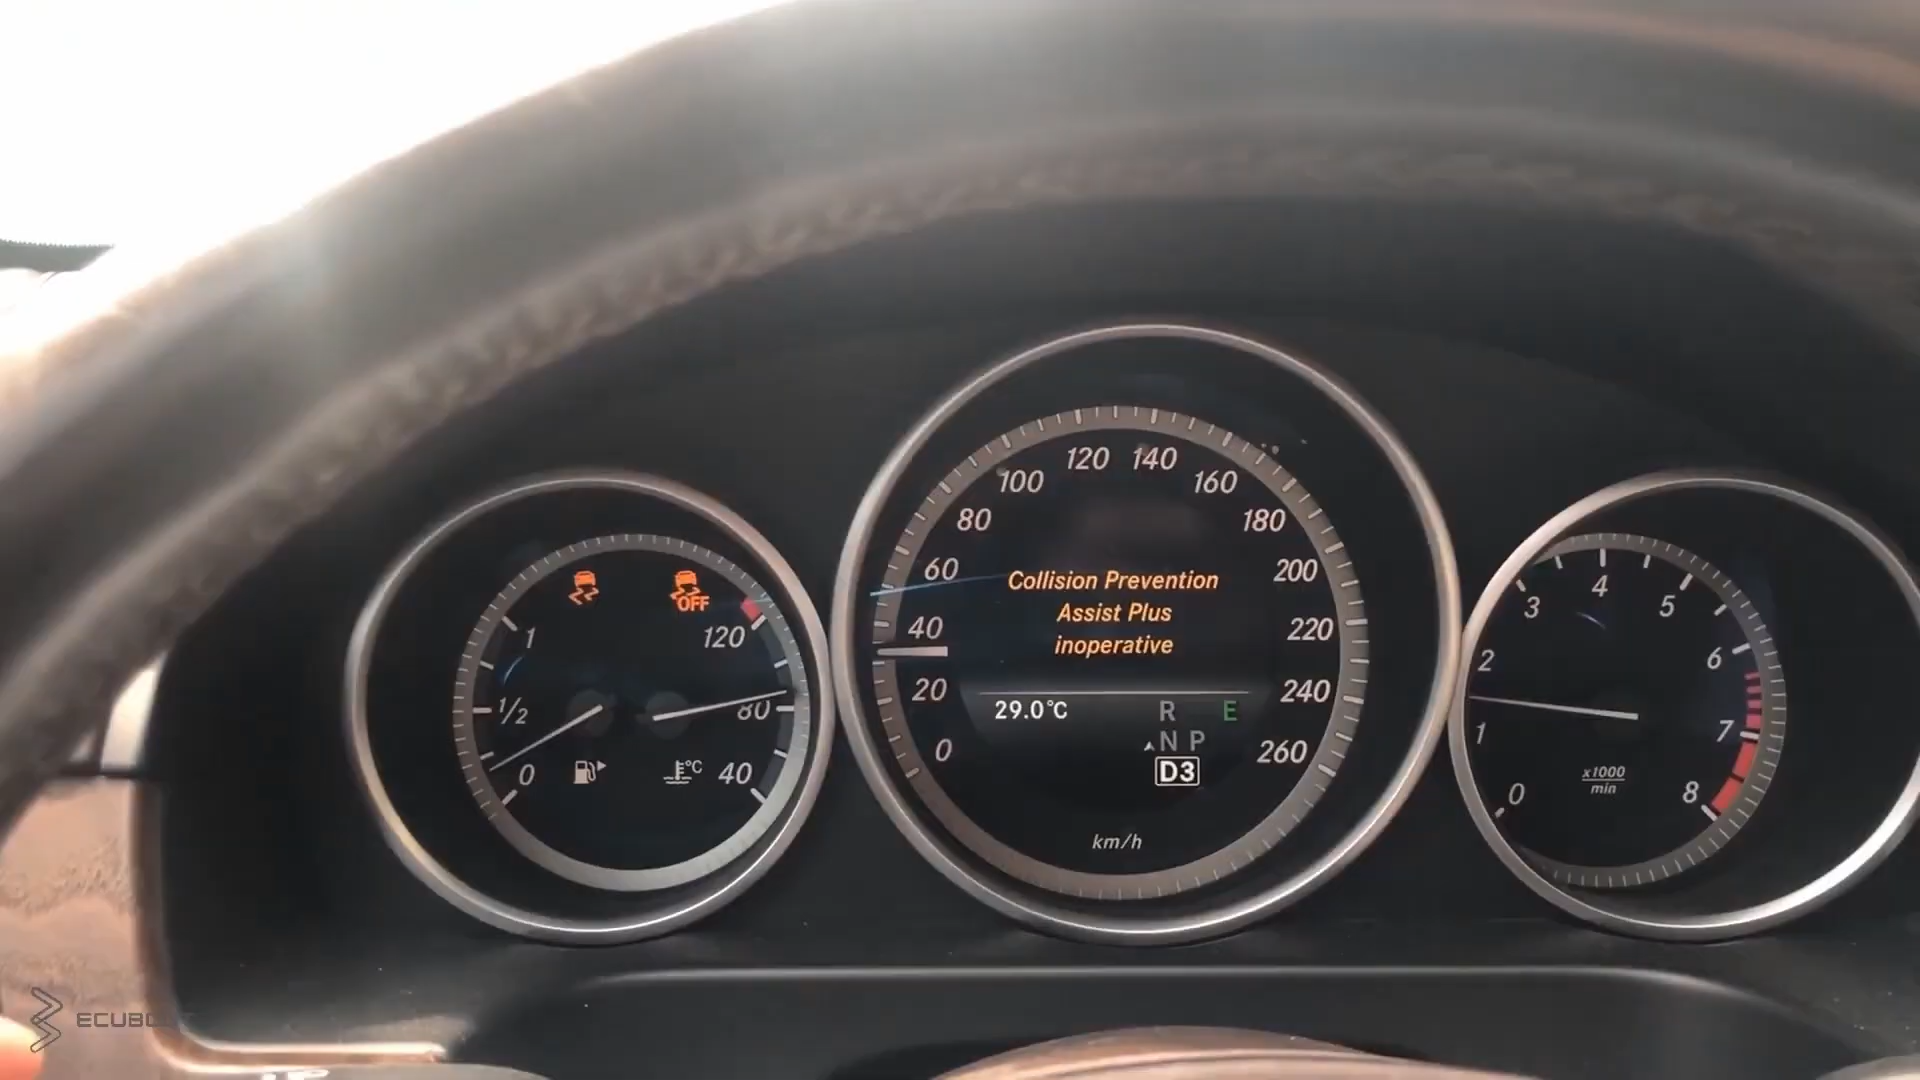 OFF
1
120
1/2
80
0
°C
40
120 140
100 160
80 180
60 200
40 220
20 240
0 260
Collision Prevention
Assist Plus
inoperative
29.0°C
R E
N P
D3
km/h
4
3 5
2 6
1 7
0 8
x1000
min